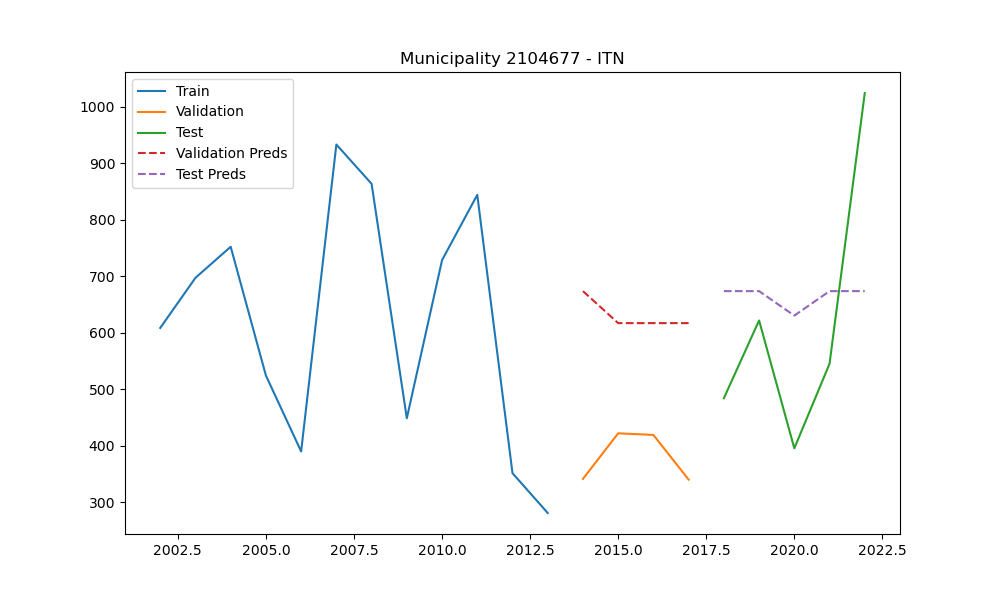 Municipality 2104677 - ITN
Train
Validation
Test
Validation Preds
Test Preds
1000
900
800
700
600
500
400
300
2002.5 2005.0 2007.5 2010.0 2012.5 2015.0 2017.5 2020.0 2022.5